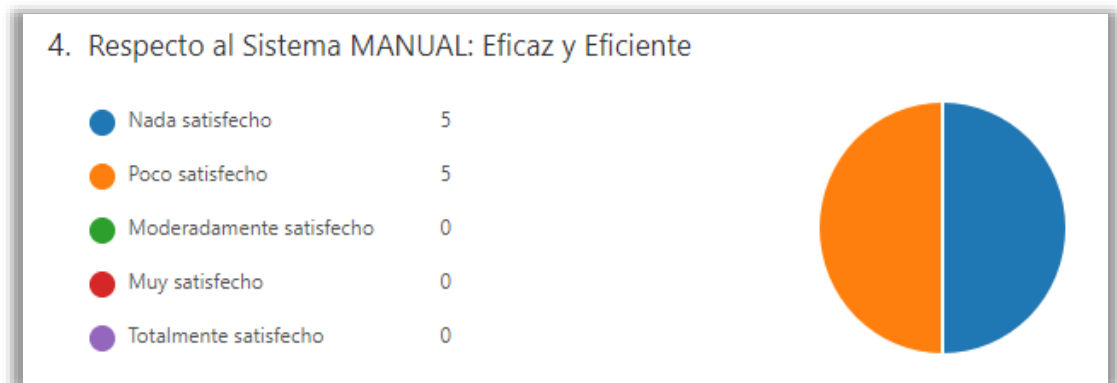 4. Respecto al Sistema MANUAL: Eficaz y Eficiente
Nada satisfecho 5
Poco satisfecho 5
Moderadamente satisfecho 0
Muy satisfecho 0
Totalmente satisfecho 0